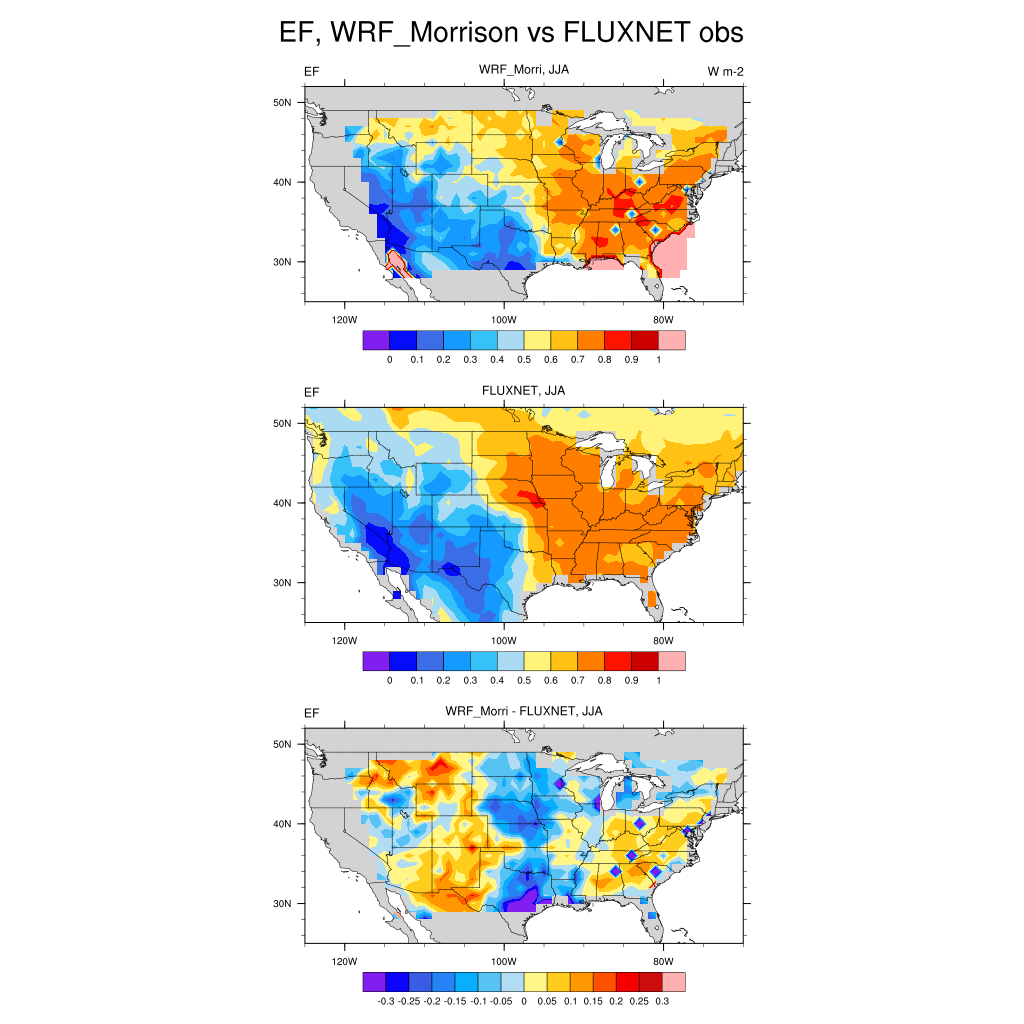 EF, WRF_Morrison vs FLUXNET obs
EF WRF_Morri, JJA W m-2
50N
40N
30N
120W 100W 80W
0 0.1 0.2 0.3 0.4 0.5 0.6 0.7 0.8 0.9 1
EF FLUXNET, JJA
50N
40N
30N
120W 100W 80W
0 0.1 0.2 0.3 0.4 0.5 0.6 0.7 0.8 0.9 1
EF WRF_Morri - FLUXNET, JJA
50N
40N
30N
120W 100W 80W
-0.3 -0.25 -0.2 -0.15 -0.1 -0.05 0 0.05 0.1 0.15 0.2 0.25 0.3